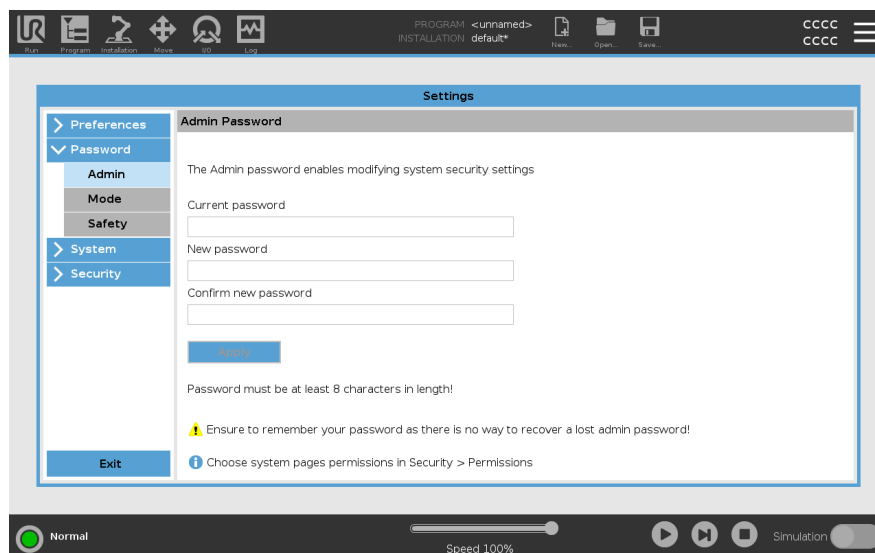 PROGRAM <unnamed>
INSTALLATION default*
CCCC
CCCC
Run Program Installation Move I/O Log New... Open... Save...
Settings
Preferences
Password
Admin
Mode
Safety
System
Security
Exit
Admin Password
The Admin password enables modifying system security settings
Current password
New password
Confirm new password
Apply
Password must be at least 8 characters in length!
Ensure to remember your password as there is no way to recover a lost admin password!
Choose system pages permissions in Security > Permissions
Normal
Speed 100%
Simulation